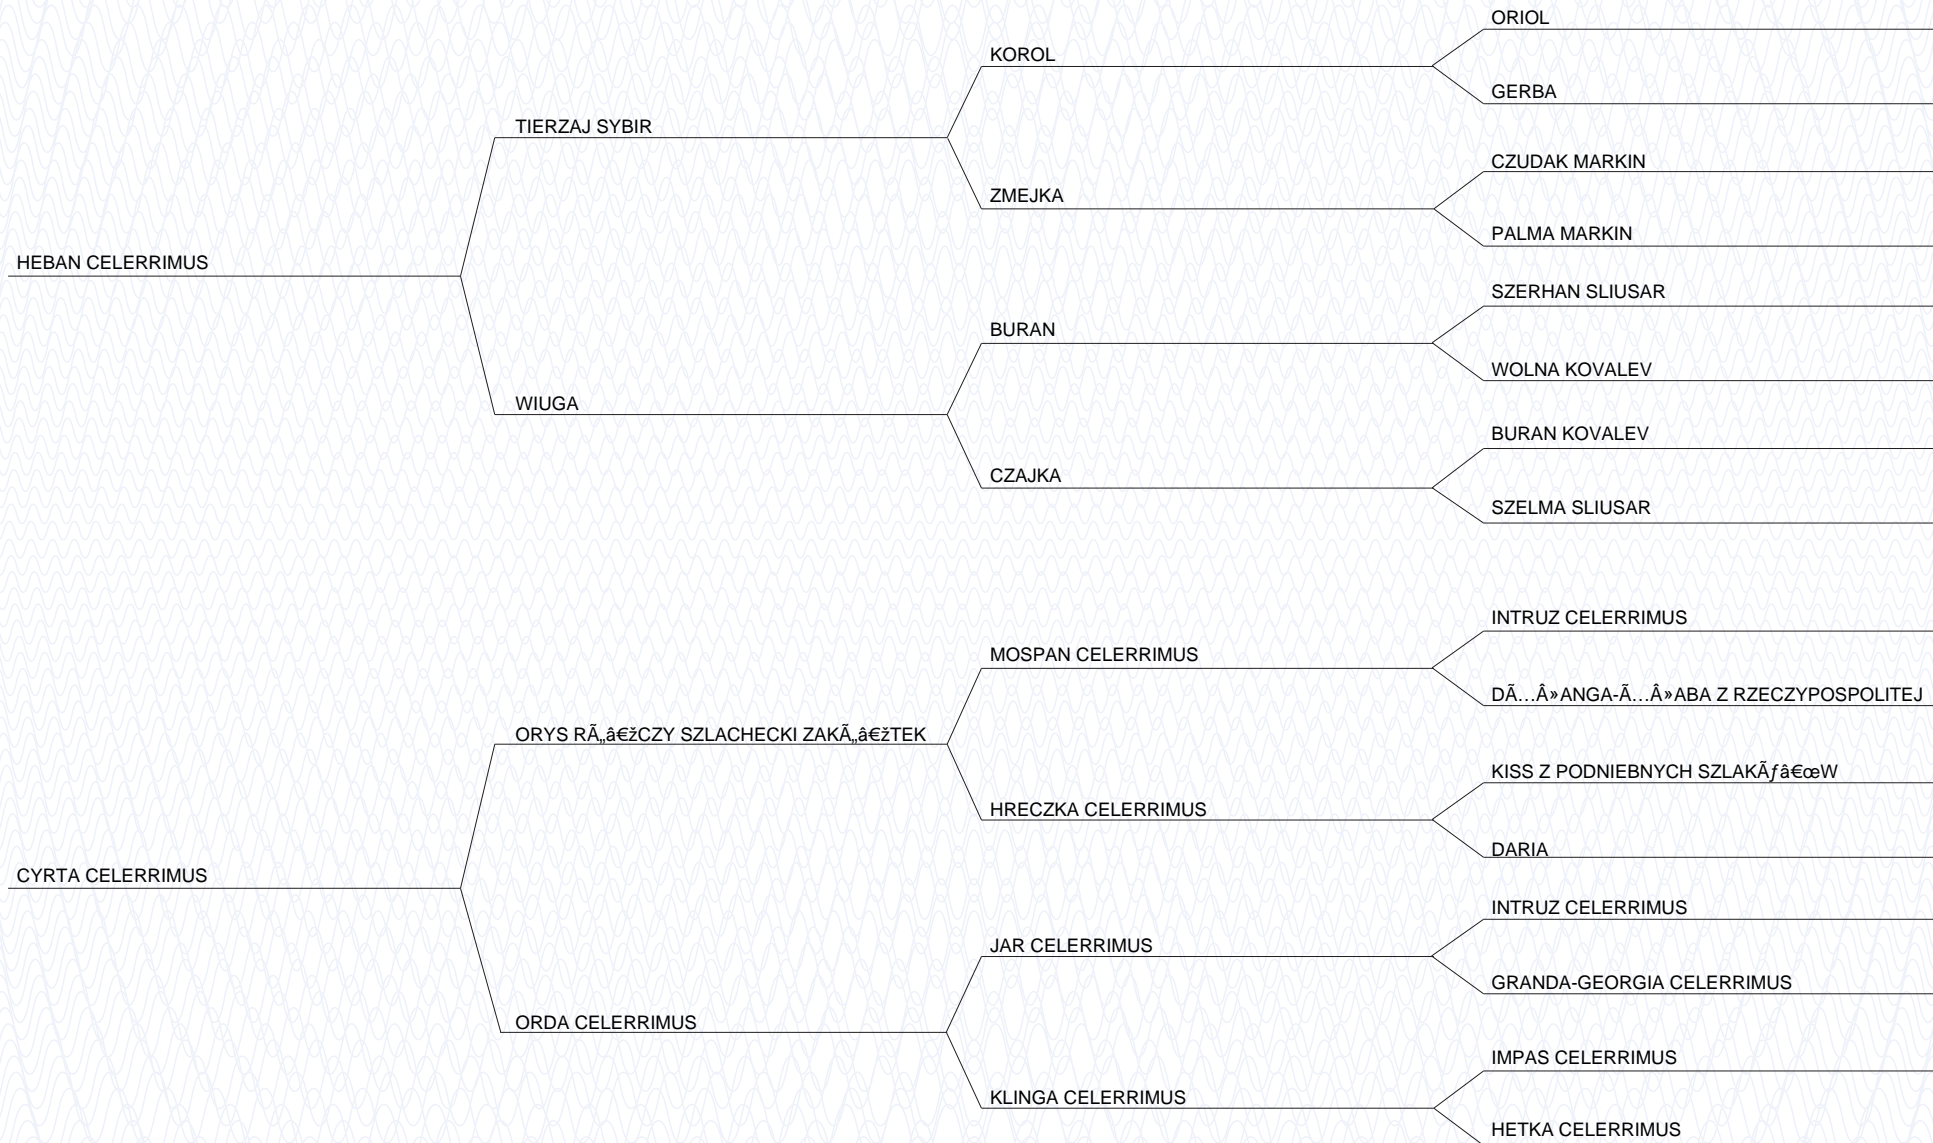 ORIOL
KOROL
GERBA
TIERZAJ SYBIR
CZUDAK MARKIN
ZMEJKA
PALMA MARKIN
HEBAN CELERRIMUS
SZERHAN SLIUSAR
BURAN
WOLNA KOVALEV
WIUGA
BURAN KOVALEV
CZAJKA
SZELMA SLIUSAR
INTRUZ CELERRIMUS
MOSPAN CELERRIMUS
DÃ…Â»ANGA-Ã…Â»ABA Z RZECZYPOSPOLITEJ
ORYS RÃ„â€žCZY SZLACHECKI ZAKÃ„â€žTEK
KISS Z PODNIEBNYCH SZLAKÃƒâ€œW
HRECZKA CELERRIMUS
DARIA
CYRTA CELERRIMUS
INTRUZ CELERRIMUS
JAR CELERRIMUS
GRANDA-GEORGIA CELERRIMUS
ORDA CELERRIMUS
IMPAS CELERRIMUS
KLINGA CELERRIMUS
HETKA CELERRIMUS